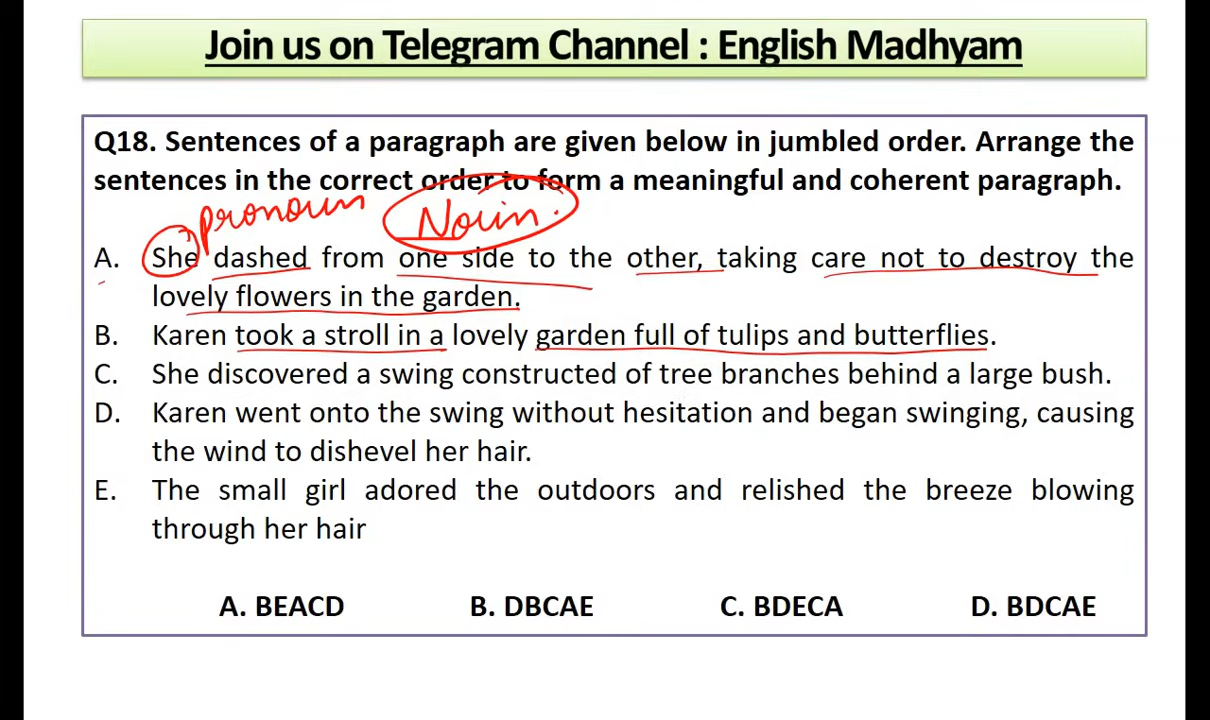 Join us on Telegram Channel : English Madhyam
Q18. Sentences of a paragraph are given below in jumbled order. Arrange the
sentences in the correct order to form a meaningful and coherent paragraph.
Pronoun Noun.
A. She dashed from one side to the other, taking care not to destroy the
lovely flowers in the garden.
B. Karen took a stroll in a lovely garden full of tulips and butterflies.
C. She discovered a swing constructed of tree branches behind a large bush.
D. Karen went onto the swing without hesitation and began swinging, causing
the wind to dishevel her hair.
E. The small girl adored the outdoors and relished the breeze blowing
through her hair
A. BEACD B. DBCAE C. BDECA D. BDCAE